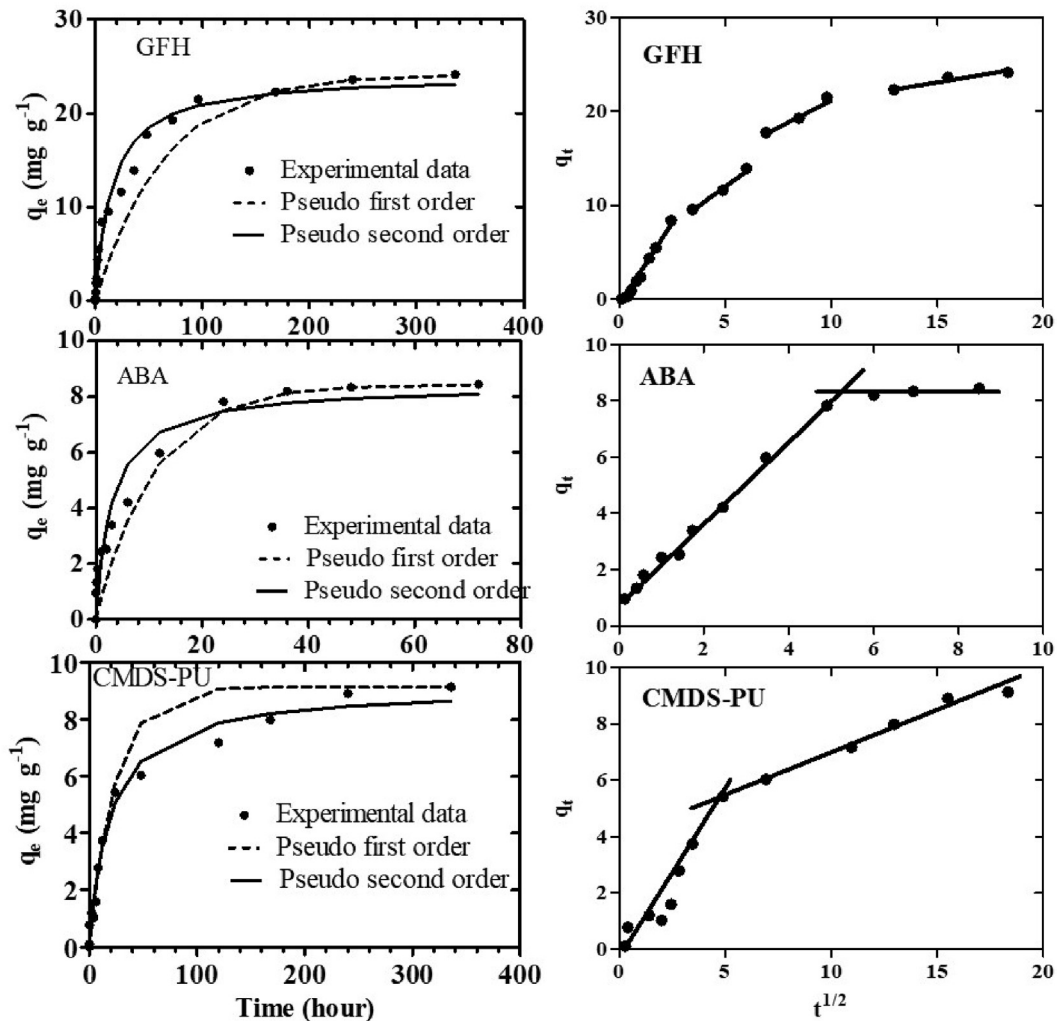 30
20
10
0
q_e (mg g⁻¹)
GFH
Experimental data
Pseudo first order
Pseudo second order
0 100 200 300 400
30
20
10
0
q_t
GFH
0 5 10 15 20
8
6
4
2
0
q_e (mg g⁻¹)
ABA
Experimental data
Pseudo first order
Pseudo second order
0 20 40 60 80
10
8
6
4
2
0
q_t
ABA
0 2 4 6 8 10
10
8
6
4
2
0
q_e (mg g⁻¹)
CMDS-PU
Experimental data
Pseudo first order
Pseudo second order
0 100 200 300 400
Time (hour)
10
8
6
4
2
0
q_t
CMDS-PU
0 5 10 15 20
t^{1/2}